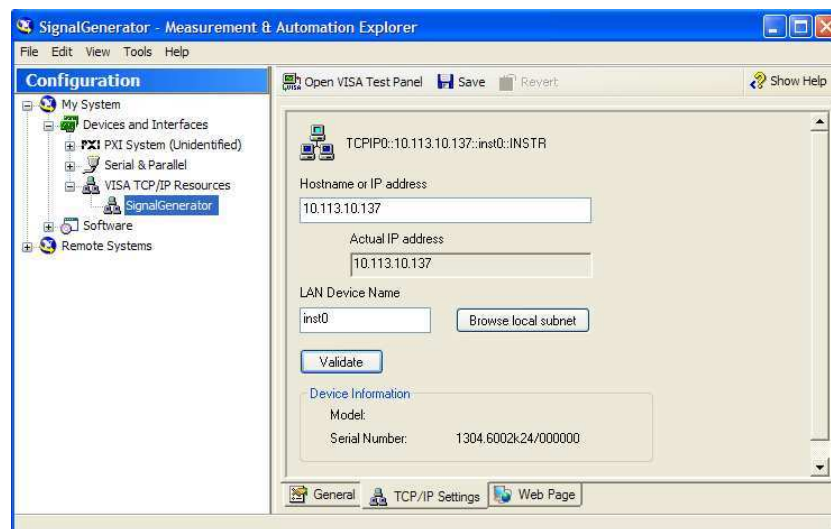 SignalGenerator - Measurement & Automation Explorer
File Edit View Tools Help
Configuration
My System
Devices and Interfaces
PXI PXI System (Unidentified)
Serial & Parallel
VISA TCP/IP Resources
SignalGenerator
Software
Remote Systems
VISA Open VISA Test Panel Save Revert Show Help
TCPIP0::10.113.10.137::inst0::INSTR
Hostname or IP address
10.113.10.137
Actual IP address
10.113.10.137
LAN Device Name
inst0 Browse local subnet
Validate
Device Information
Model:
Serial Number: 1304.6002k24/000000
General TCP/IP Settings Web Page